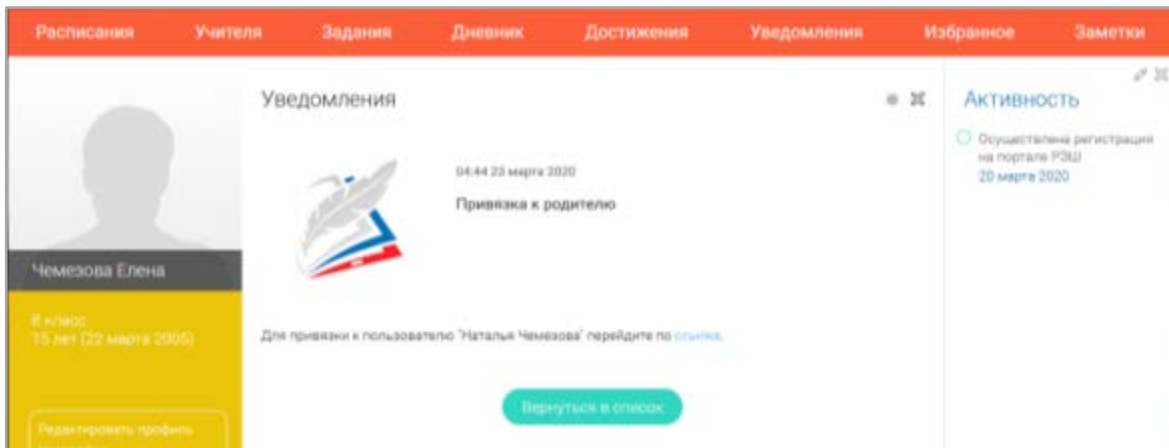 Расписания Учителя Задания Дневник Достижения Уведомления Избранное Заметки
Уведомления
04:44 23 марта 2020
Привязка к родителю
Для привязки к пользователю "Наталья Чемезова" перейдите по ссылке.
Вернуться в список
Чемезова Елена
8 класс
15 лет (22 марта 2005)
Редактировать профиль
Активность
Осуществлена регистрация
на портале РЭШ
20 марта 2020